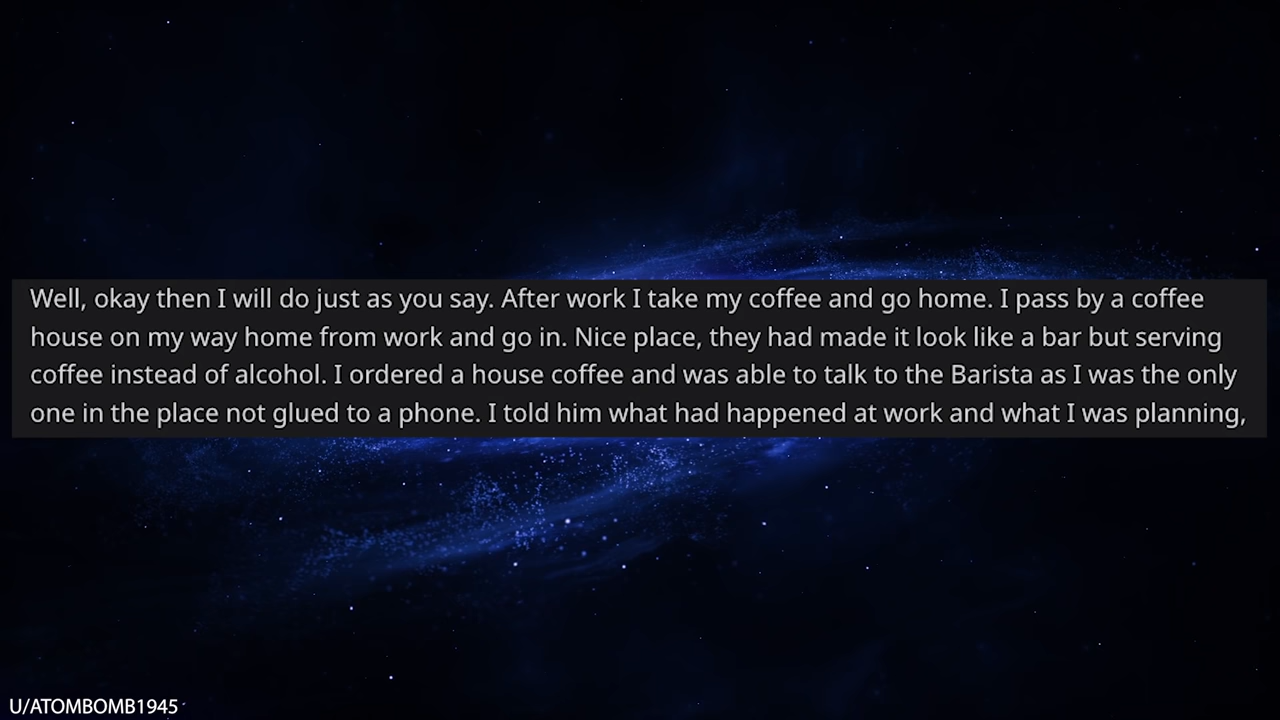 Well, okay then I will do just as you say. After work I take my coffee and go home. I pass by a coffee
house on my way home from work and go in. Nice place, they had made it look like a bar but serving
coffee instead of alcohol. I ordered a house coffee and was able to talk to the Barista as I was the only
one in the place not glued to a phone. I told him what had happened at work and what I was planning,
U/ATOMBOMB1945